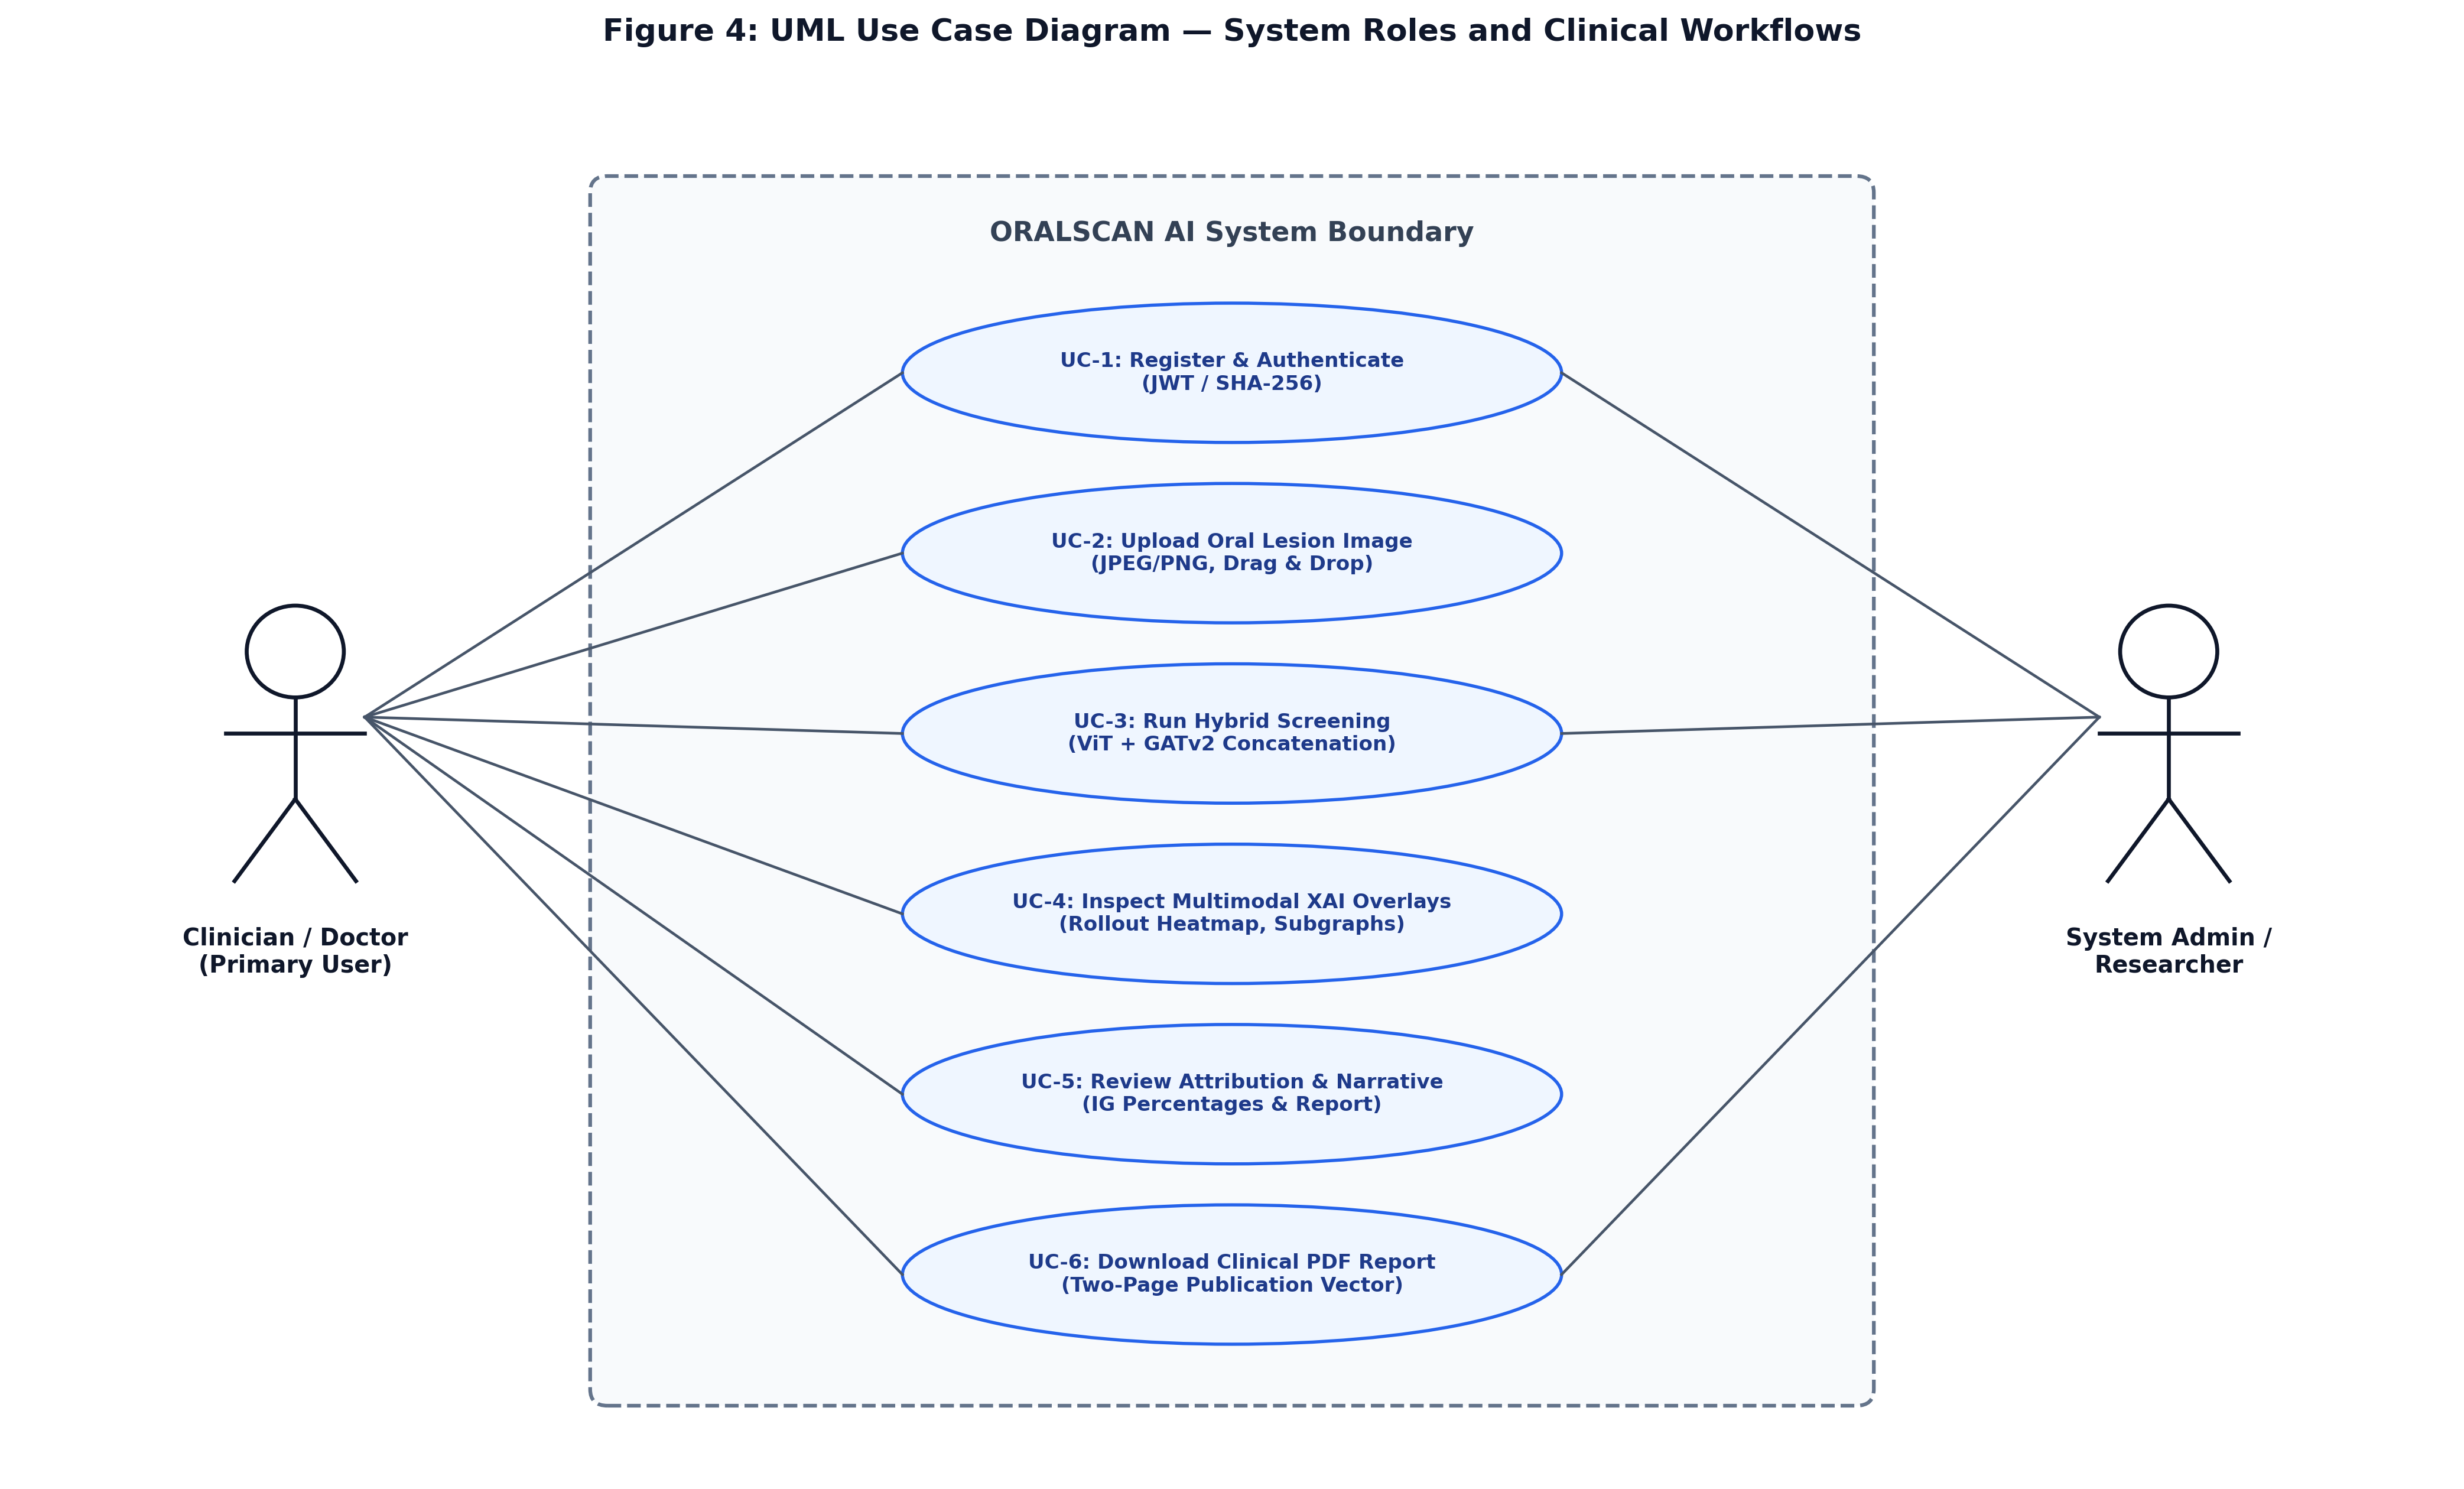 Figure 4: UML Use Case Diagram — System Roles and Clinical Workflows
ORALSCAN AI System Boundary
UC-1: Register & Authenticate
(JWT / SHA-256)
UC-2: Upload Oral Lesion Image
(JPEG/PNG, Drag & Drop)
UC-3: Run Hybrid Screening
(ViT + GATv2 Concatenation)
UC-4: Inspect Multimodal XAI Overlays
(Rollout Heatmap, Subgraphs)
Clinician / Doctor
(Primary User)
System Admin /
Researcher
UC-5: Review Attribution & Narrative
(IG Percentages & Report)
UC-6: Download Clinical PDF Report
(Two-Page Publication Vector)